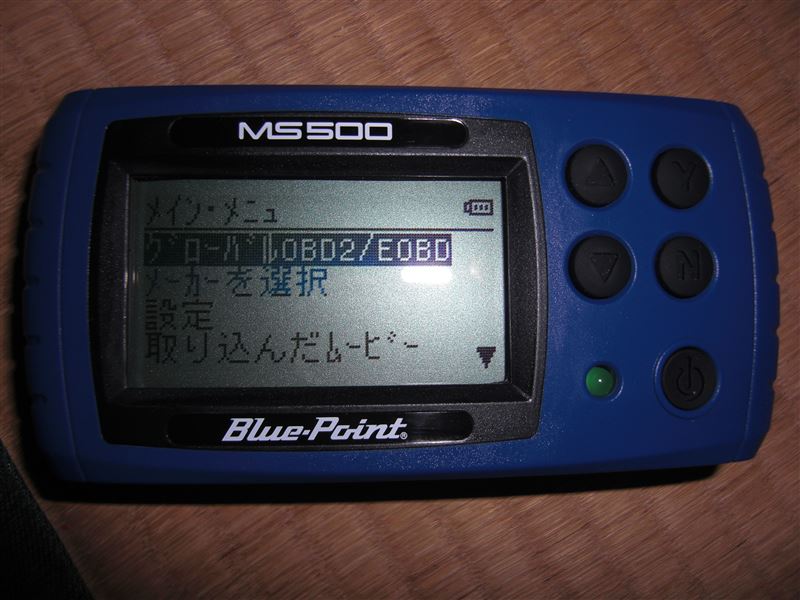 MS500
メイン・メニュ
グローバルOBD2/EOBD
メーカーを選択
設定
取り込んだムービー
Blue-Point®
Y
N